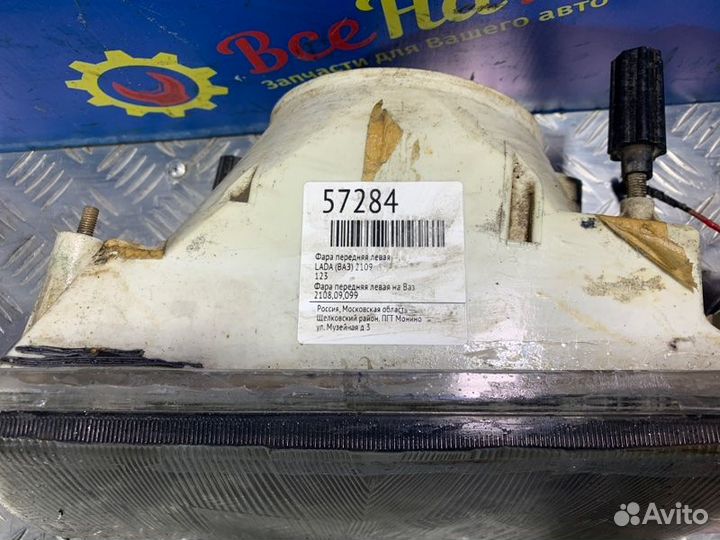 ВсеНа
Запчасти для Вашего авто
57284
Фара передняя левая
LADA (ВАЗ) 2109
123
Фара передняя левая на Ваз
2108,09,099
Россия, Московская область
Щелковский район, ПГТ Монино
ул. Музейная д 3
Avito